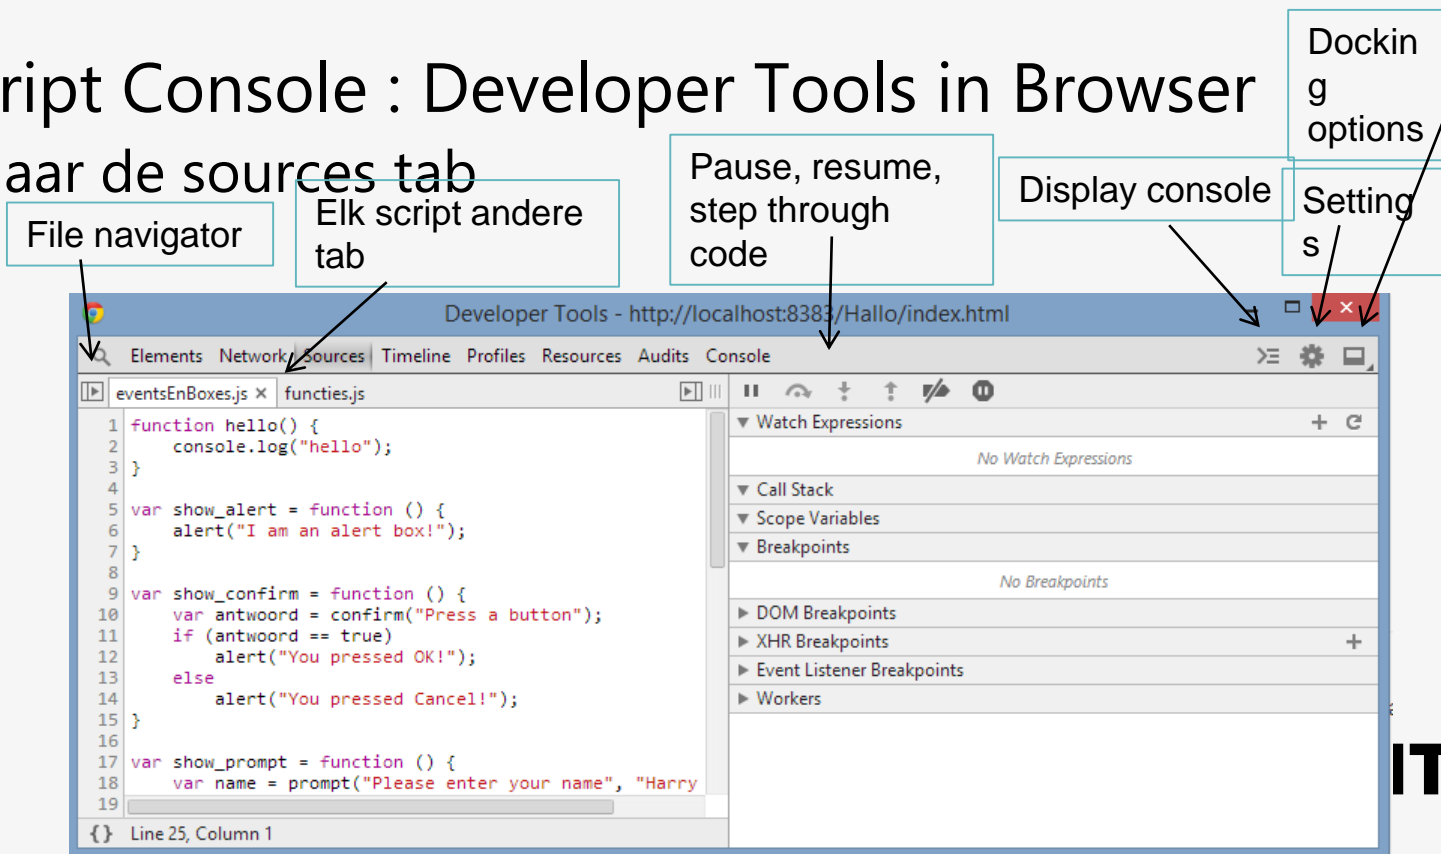 ript Console : Developer Tools in Browser
aar de sources tab
Dockin
g
options
File navigator
Elk script andere
tab
Pause, resume,
step through
code
Display console
Setting
s
Developer Tools - http://localhost:8383/Hallo/index.html
Elements Network Sources Timeline Profiles Resources Audits Console
eventsEnBoxes.js × functies.js
1 function hello() {
2 console.log("hello");
3 }
4
5 var show_alert = function () {
6 alert("I am an alert box!");
7 }
8
9 var show_confirm = function () {
10 var antwoord = confirm("Press a button");
11 if (antwoord == true)
12 alert("You pressed OK!");
13 else
14 alert("You pressed Cancel!");
15 }
16
17 var show_prompt = function () {
18 var name = prompt("Please enter your name", "Harry
19
{} Line 25, Column 1
Watch Expressions
No Watch Expressions
Call Stack
Scope Variables
Breakpoints
No Breakpoints
DOM Breakpoints
XHR Breakpoints
Event Listener Breakpoints
Workers
IT